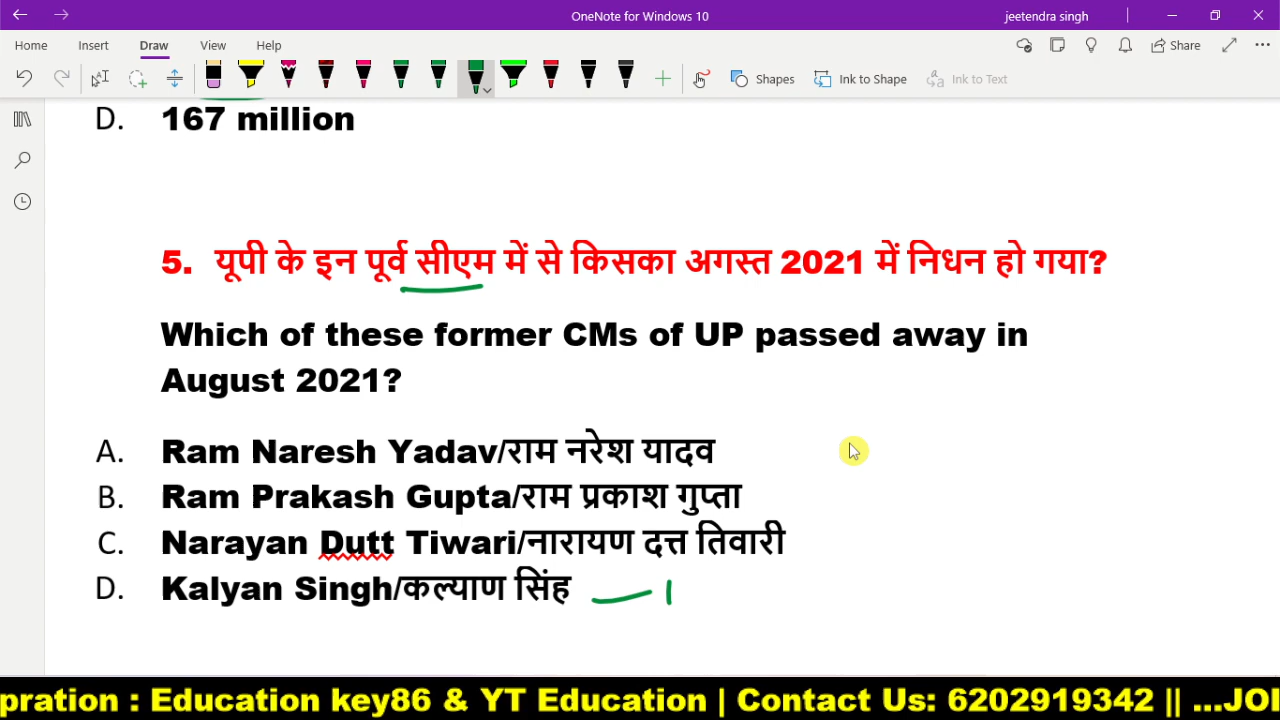 OneNote for Windows 10
jeetendra singh
Home Insert Draw View Help
Share
Shapes Ink to Shape Ink to Text
D. 167 million
5. यूपी के इन पूर्व सीएम में से किसका अगस्त 2021 में निधन हो गया?
Which of these former CMs of UP passed away in
August 2021?
A. Ram Naresh Yadav/राम नरेश यादव
B. Ram Prakash Gupta/राम प्रकाश गुप्ता
C. Narayan Dutt Tiwari/नारायण दत्त तिवारी
D. Kalyan Singh/कल्याण सिंह
pration : Education key86 & YT Education | Contact Us: 6202919342 || ...JOI